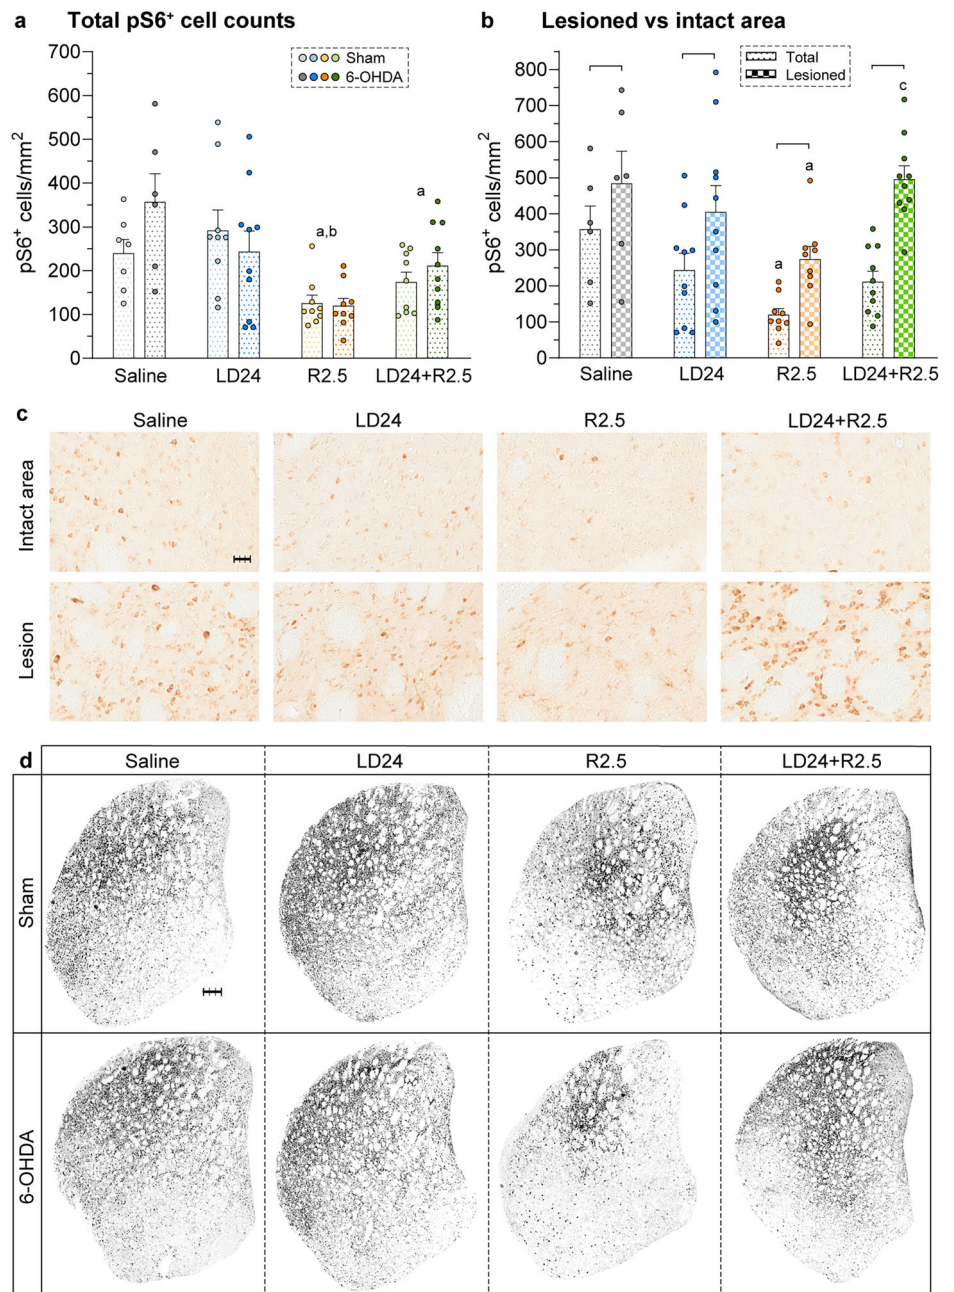 a Total pS6⁺ cell counts
pS6⁺ cells/mm²
700
600
500
400
300
200
100
0
Sham
6-OHDA
a,b
a
Saline LD24 R2.5 LD24+R2.5
b Lesioned vs intact area
pS6⁺ cells/mm²
800
700
600
500
400
300
200
100
0
Total
Lesioned
a
a
c
Saline LD24 R2.5 LD24+R2.5
c
Saline LD24 R2.5 LD24+R2.5
Intact area
Lesion
d
Saline LD24 R2.5 LD24+R2.5
Sham
6-OHDA